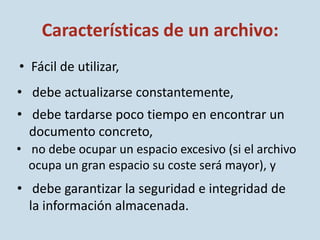 Características de un archivo:
• Fácil de utilizar,
• debe actualizarse constantemente,
• debe tardarse poco tiempo en encontrar un
documento concreto,
• no debe ocupar un espacio excesivo (si el archivo
ocupa un gran espacio su coste será mayor), y
• debe garantizar la seguridad e integridad de
la información almacenada.